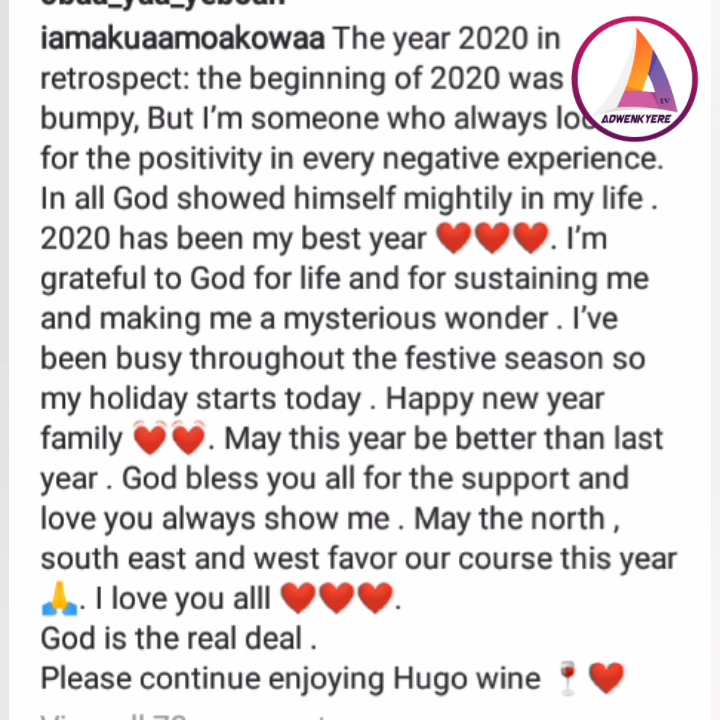 iamakuaamoakowaa The year 2020 in
retrospect: the beginning of 2020 was
bumpy, But I'm someone who always
for the positivity in every negative experience.
In all God showed himself mightily in my life .
2020 has been my best year ❤️❤️❤️. I'm
grateful to God for life and for sustaining me
and making me a mysterious wonder . I've
been busy throughout the festive season so
my holiday starts today . Happy new year
family 💓💓. May this year be better than last
year . God bless you all for the support and
love you always show me . May the north ,
south east and west favor our course this year
🙏. I love you alll ❤️❤️❤️.
God is the real deal .
Please continue enjoying Hugo wine 🍷 ❤️
tv
ADWENKYERE